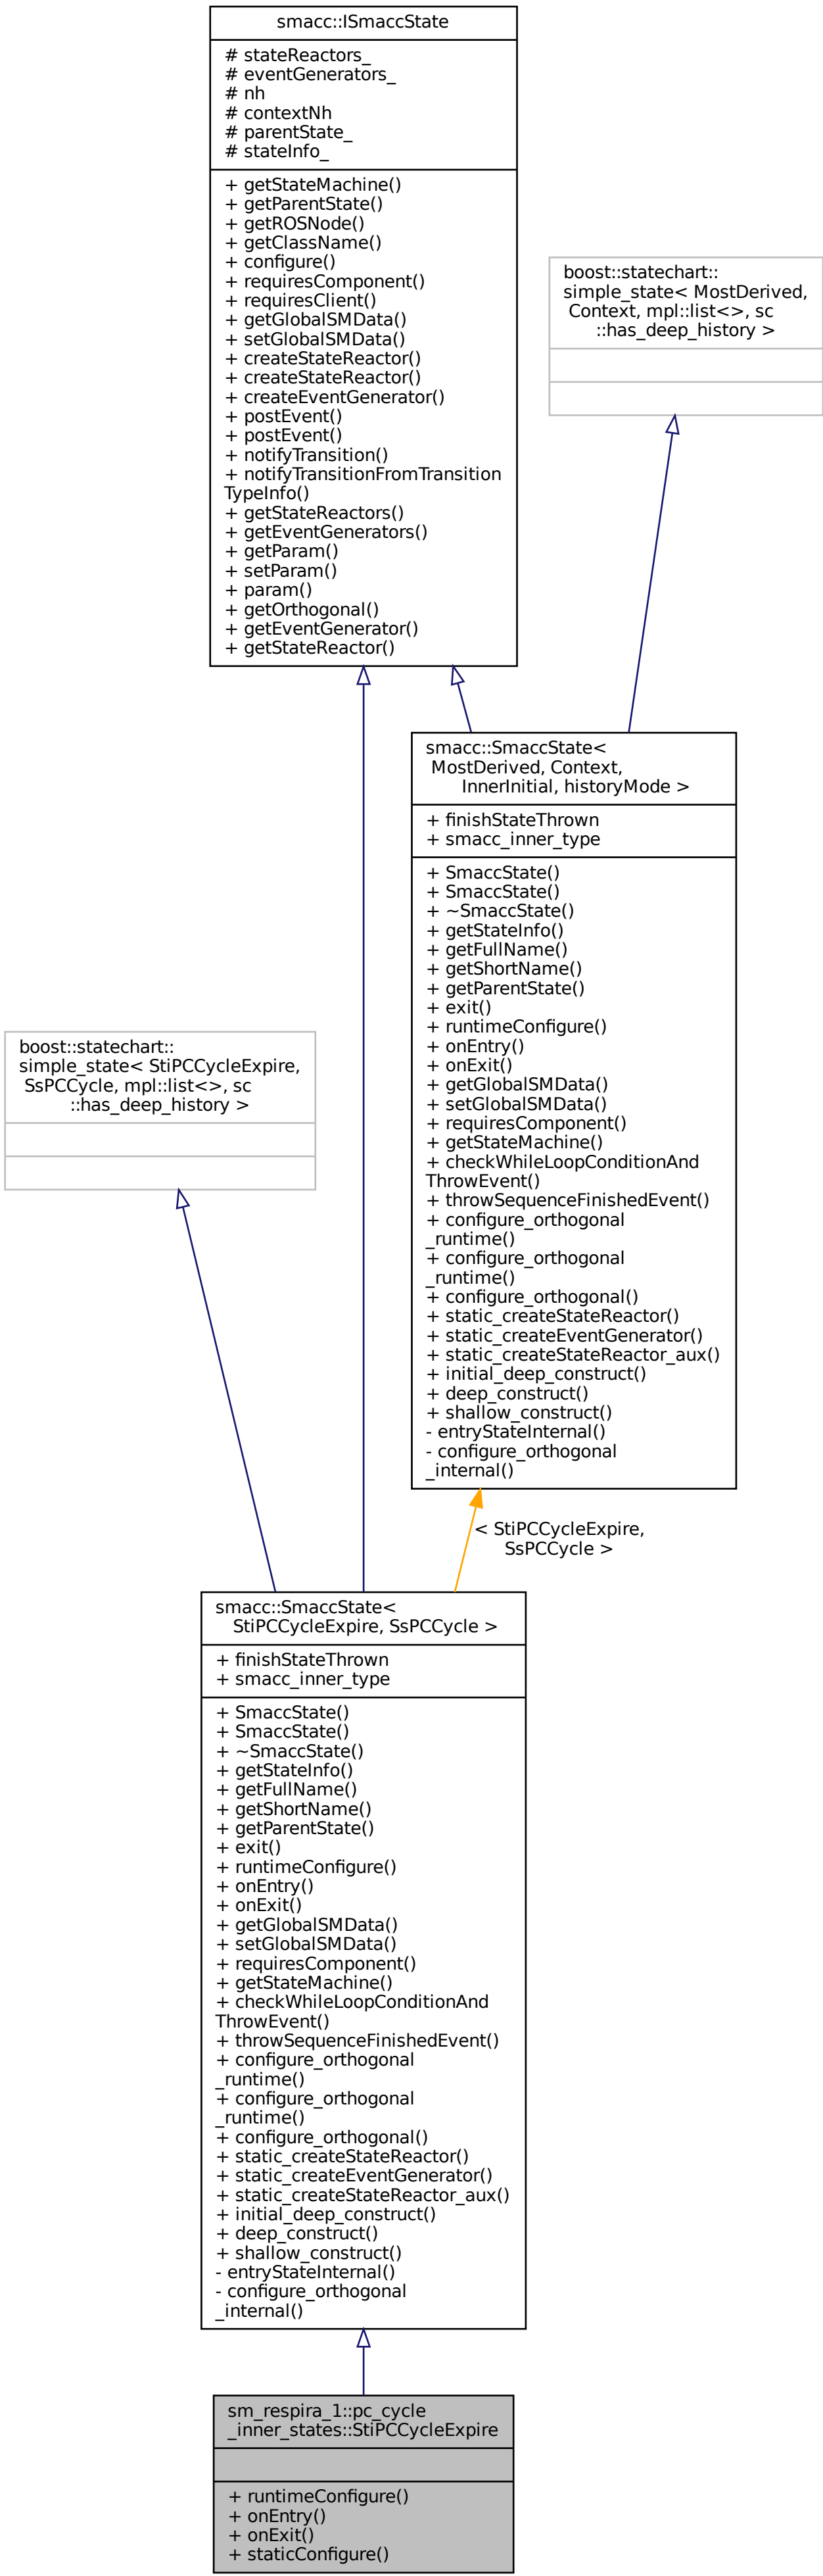 smacc::ISmaccState
# stateReactors_
# eventGenerators_
# nh
# contextNh
# parentState_
# stateInfo_
+ getStateMachine()
+ getParentState()
+ getROSNode()
+ getClassName()
+ configure()
+ requiresComponent()
+ requiresClient()
+ getGlobalSMData()
+ setGlobalSMData()
+ createStateReactor()
+ createStateReactor()
+ createEventGenerator()
+ postEvent()
+ postEvent()
+ notifyTransition()
+ notifyTransitionFromTransition
TypeInfo()
+ getStateReactors()
+ getEventGenerators()
+ getParam()
+ setParam()
+ param()
+ getOrthogonal()
+ getEventGenerator()
+ getStateReactor()
boost::statechart::
simple_state< MostDerived,
Context, mpl::list<>, sc
::has_deep_history >
smacc::SmaccState<
MostDerived, Context,
InnerInitial, historyMode >
+ finishStateThrown
+ smacc_inner_type
+ SmaccState()
+ SmaccState()
+ ~SmaccState()
+ getStateInfo()
+ getFullName()
+ getShortName()
+ getParentState()
+ exit()
+ runtimeConfigure()
+ onEntry()
+ onExit()
+ getGlobalSMData()
+ setGlobalSMData()
+ requiresComponent()
+ getStateMachine()
+ checkWhileLoopConditionAnd
ThrowEvent()
+ throwSequenceFinishedEvent()
+ configure_orthogonal
_runtime()
+ configure_orthogonal
_runtime()
+ configure_orthogonal()
+ static_createStateReactor()
+ static_createEventGenerator()
+ static_createStateReactor_aux()
+ initial_deep_construct()
+ deep_construct()
+ shallow_construct()
- entryStateInternal()
- configure_orthogonal
_internal()
boost::statechart::
simple_state< StiPCCycleExpire,
SsPCCycle, mpl::list<>, sc
::has_deep_history >
< StiPCCycleExpire,
SsPCCycle >
smacc::SmaccState<
StiPCCycleExpire, SsPCCycle >
+ finishStateThrown
+ smacc_inner_type
+ SmaccState()
+ SmaccState()
+ ~SmaccState()
+ getStateInfo()
+ getFullName()
+ getShortName()
+ getParentState()
+ exit()
+ runtimeConfigure()
+ onEntry()
+ onExit()
+ getGlobalSMData()
+ setGlobalSMData()
+ requiresComponent()
+ getStateMachine()
+ checkWhileLoopConditionAnd
ThrowEvent()
+ throwSequenceFinishedEvent()
+ configure_orthogonal
_runtime()
+ configure_orthogonal
_runtime()
+ configure_orthogonal()
+ static_createStateReactor()
+ static_createEventGenerator()
+ static_createStateReactor_aux()
+ initial_deep_construct()
+ deep_construct()
+ shallow_construct()
- entryStateInternal()
- configure_orthogonal
_internal()
sm_respira_1::pc_cycle
_inner_states::StiPCCycleExpire
+ runtimeConfigure()
+ onEntry()
+ onExit()
+ staticConfigure()